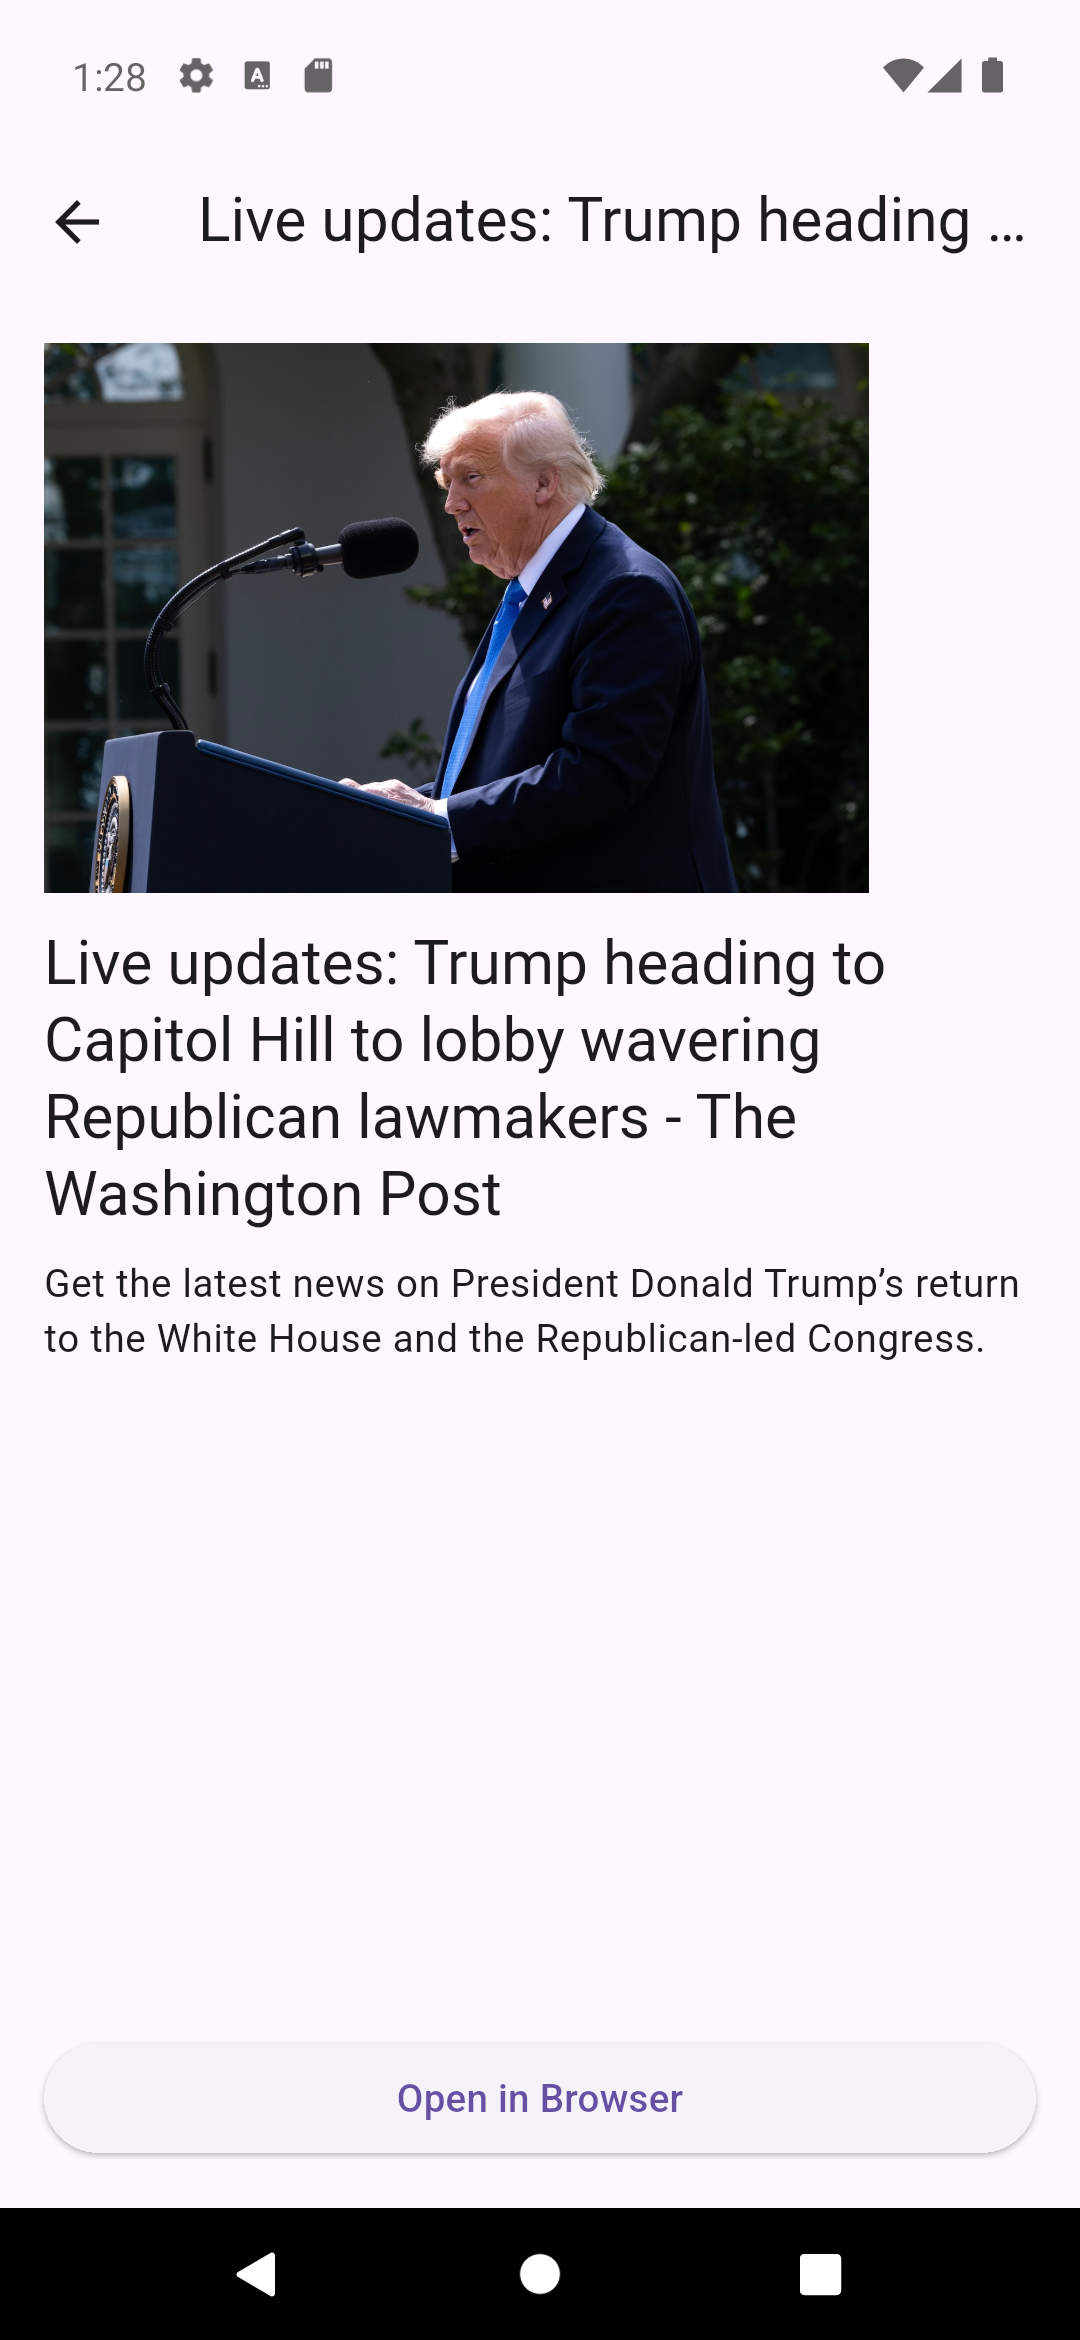 1:28
Live updates: Trump heading ...
Live updates: Trump heading to
Capitol Hill to lobby wavering
Republican lawmakers - The
Washington Post
Get the latest news on President Donald Trump’s return
to the White House and the Republican-led Congress.
Open in Browser